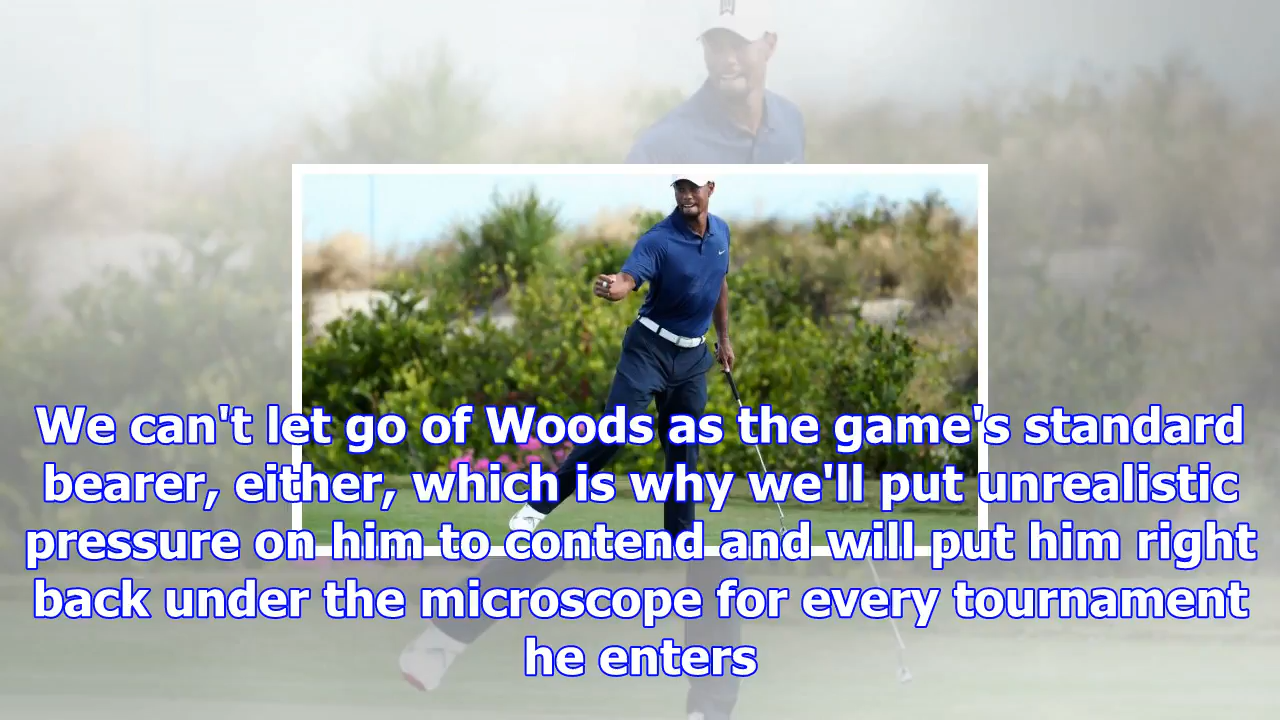 We can't let go of Woods as the game's standard
bearer, either, which is why we'll put unrealistic
pressure on him to contend and will put him right
back under the microscope for every tournament
he enters